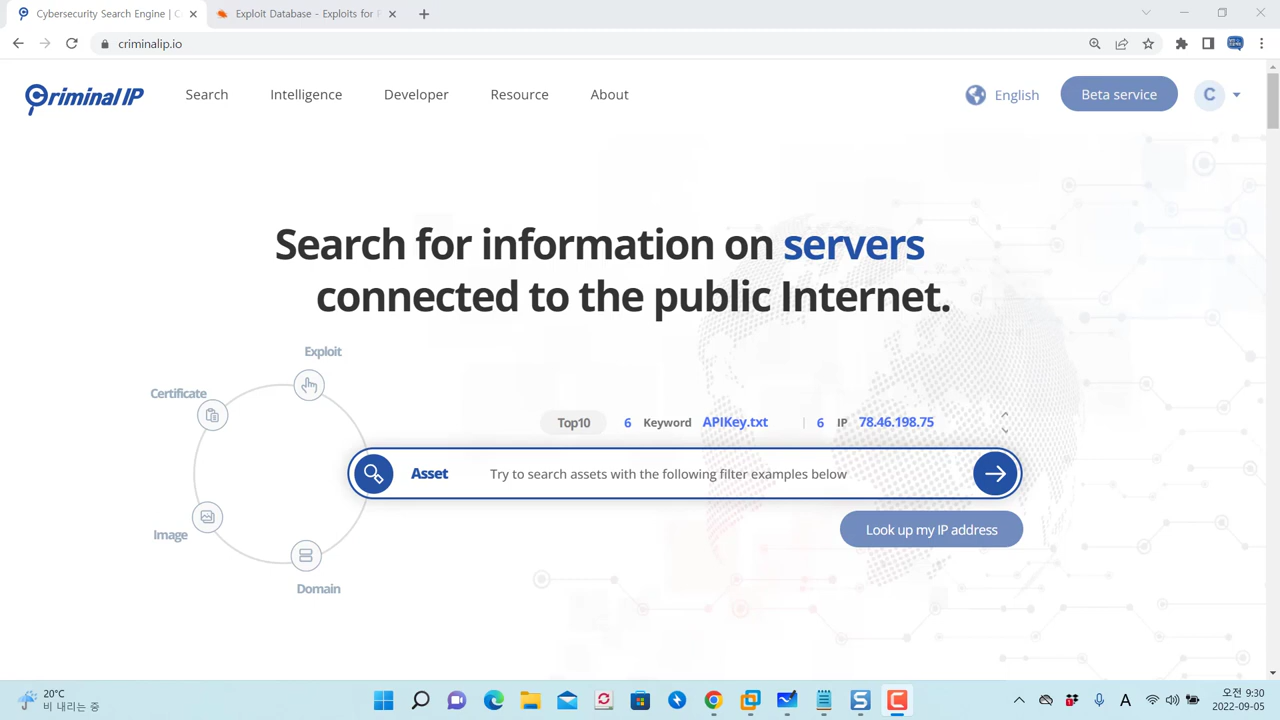 Cybersecurity Search Engine | C
Exploit Database - Exploits for P
criminalip.io
Criminal IP
Search
Intelligence
Developer
Resource
About
English
Beta service
C
Search for information on servers
connected to the public Internet.
Exploit
Certificate
Image
Domain
Top10 6 Keyword APIKey.txt | 6 IP 78.46.198.75
Asset Try to search assets with the following filter examples below
Look up my IP address
20°C
비 내리는 중
A
오전 9:30
2022-09-05